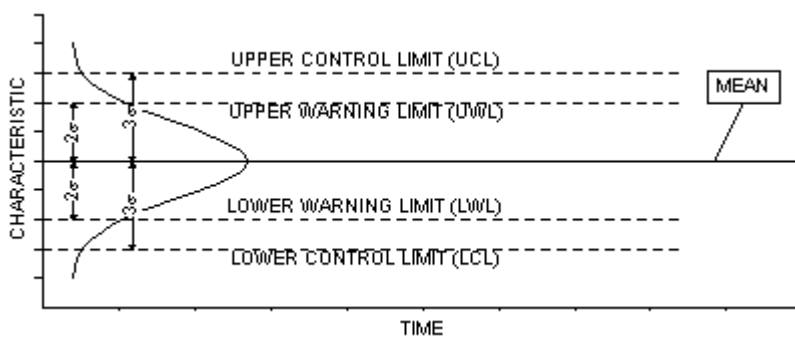 UPPER CONTROL LIMIT (UCL)
MEAN
UPPER WARNING LIMIT (UWL)
2σ
3σ
CHARACTERISTIC
2σ
3σ
LOWER WARNING LIMIT (LWL)
LOWER CONTROL LIMIT (LCL)
TIME